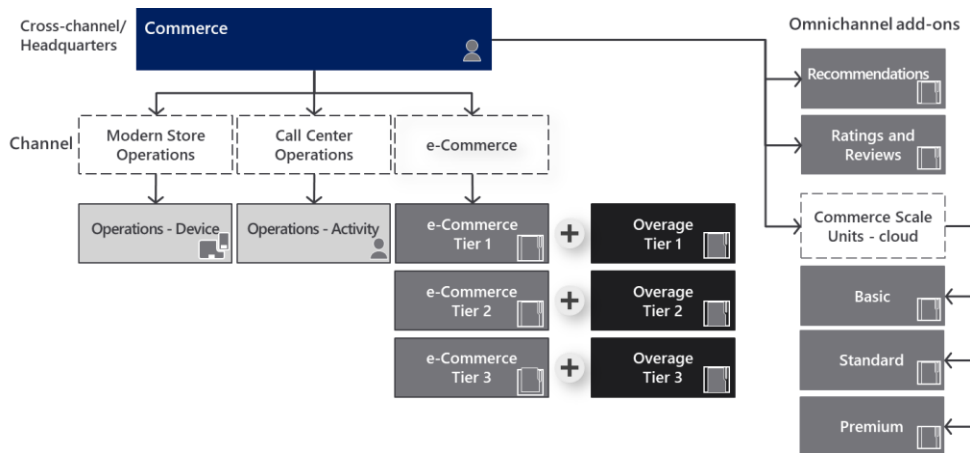 Cross-channel/
Headquarters
Commerce
Omnichannel add-ons
Recommendations
Ratings and
Reviews
Commerce Scale
Units - cloud
Basic
Standard
Premium
Channel
Modern Store
Operations
Call Center
Operations
e-Commerce
Operations - Device
Operations - Activity
e-Commerce
Tier 1
+
Overage
Tier 1
e-Commerce
Tier 2
+
Overage
Tier 2
e-Commerce
Tier 3
+
Overage
Tier 3